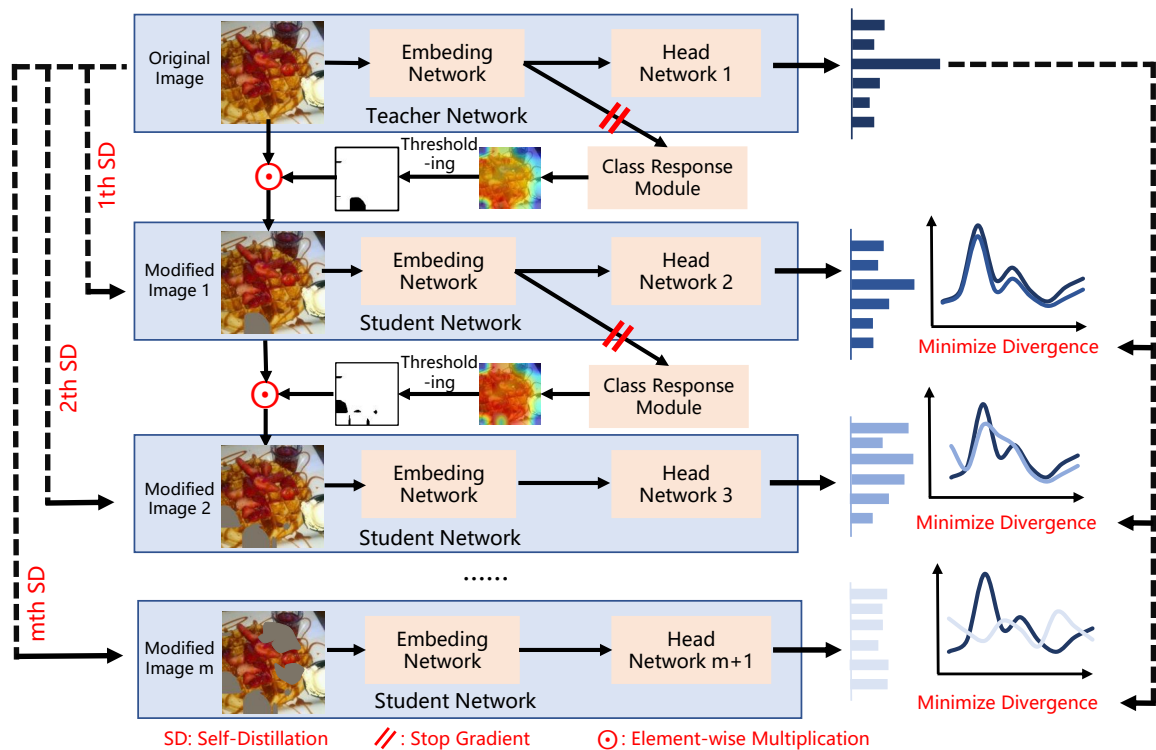 Original
Image
Embeding
Network
Head
Network 1
Teacher Network
1th SD
Threshold
-ing
Class Response
Module
Modified
Image 1
Embeding
Network
Head
Network 2
Student Network
Minimize Divergence
2th SD
Threshold
-ing
Class Response
Module
Modified
Image 2
Embeding
Network
Head
Network 3
Student Network
Minimize Divergence
......
mth SD
Modified
Image m
Embeding
Network
Head
Network m+1
Student Network
Minimize Divergence
SD: Self-Distillation
//: Stop Gradient
⊙: Element-wise Multiplication